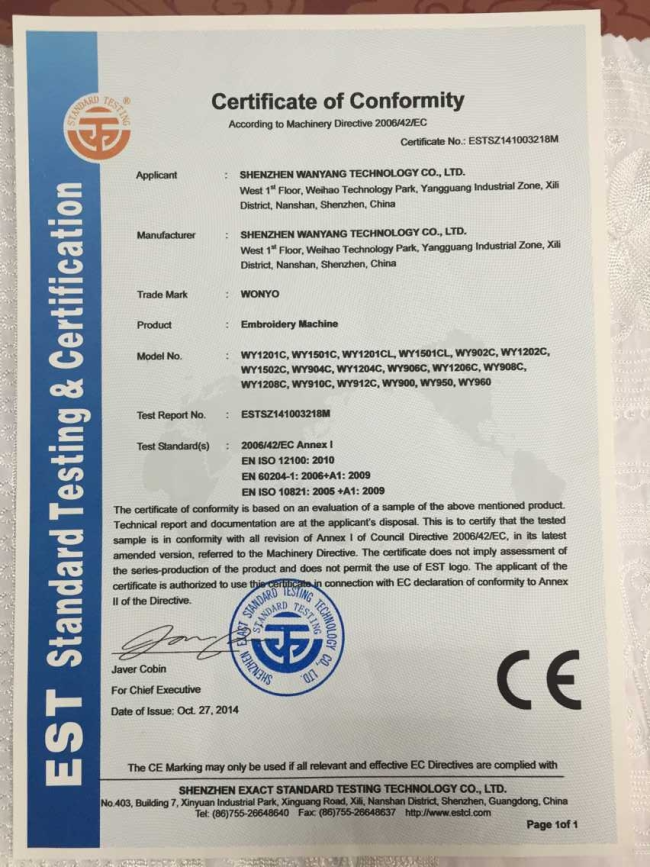 STANDARD TESTING
®
EST Standard Testing & Certification
Certificate of Conformity
According to Machinery Directive 2006/42/EC
Certificate No.: ESTSZ141003218M
Applicant : SHENZHEN WANYANG TECHNOLOGY CO., LTD.
West 1st Floor, Weihao Technology Park, Yangguang Industrial Zone, Xili
District, Nanshan, Shenzhen, China
Manufacturer : SHENZHEN WANYANG TECHNOLOGY CO., LTD.
West 1st Floor, Weihao Technology Park, Yangguang Industrial Zone, Xili
District, Nanshan, Shenzhen, China
Trade Mark : WONYO
Product : Embroidery Machine
Model No. : WY1201C, WY1501C, WY1201CL, WY1501CL, WY902C, WY1202C,
WY1502C, WY904C, WY1204C, WY906C, WY1206C, WY908C,
WY1208C, WY910C, WY912C, WY900, WY950, WY960
Test Report No. : ESTSZ141003218M
Test Standard(s) : 2006/42/EC Annex I
EN ISO 12100: 2010
EN 60204-1: 2006+A1: 2009
EN ISO 10821: 2005 +A1: 2009
The certificate of conformity is based on an evaluation of a sample of the above mentioned product.
Technical report and documentation are at the applicant's disposal. This is to certify that the tested
sample is in conformity with all revision of Annex I of Council Directive 2006/42/EC, in its latest
amended version, referred to the Machinery Directive. The certificate does not imply assessment of
the series-production of the product and does not permit the use of EST logo. The applicant of the
certificate is authorized to use this certificate in connection with EC declaration of conformity to Annex
II of the Directive.
SHENZHEN EXACT STANDARD TESTING TECHNOLOGY CO., LTD.
STANDARD TESTING
Javer Cobin
For Chief Executive
Date of Issue: Oct. 27, 2014
CE
The CE Marking may only be used if all relevant and effective EC Directives are complied with
SHENZHEN EXACT STANDARD TESTING TECHNOLOGY CO., LTD.
No.403, Building 7, Xinyuan Industrial Park, Xinguang Road, Xili, Nanshan District, Shenzhen, Guangdong, China
Tel: (86)755-26648640 Fax: (86)755-26648637 http://www.estcl.com
Page 1of 1